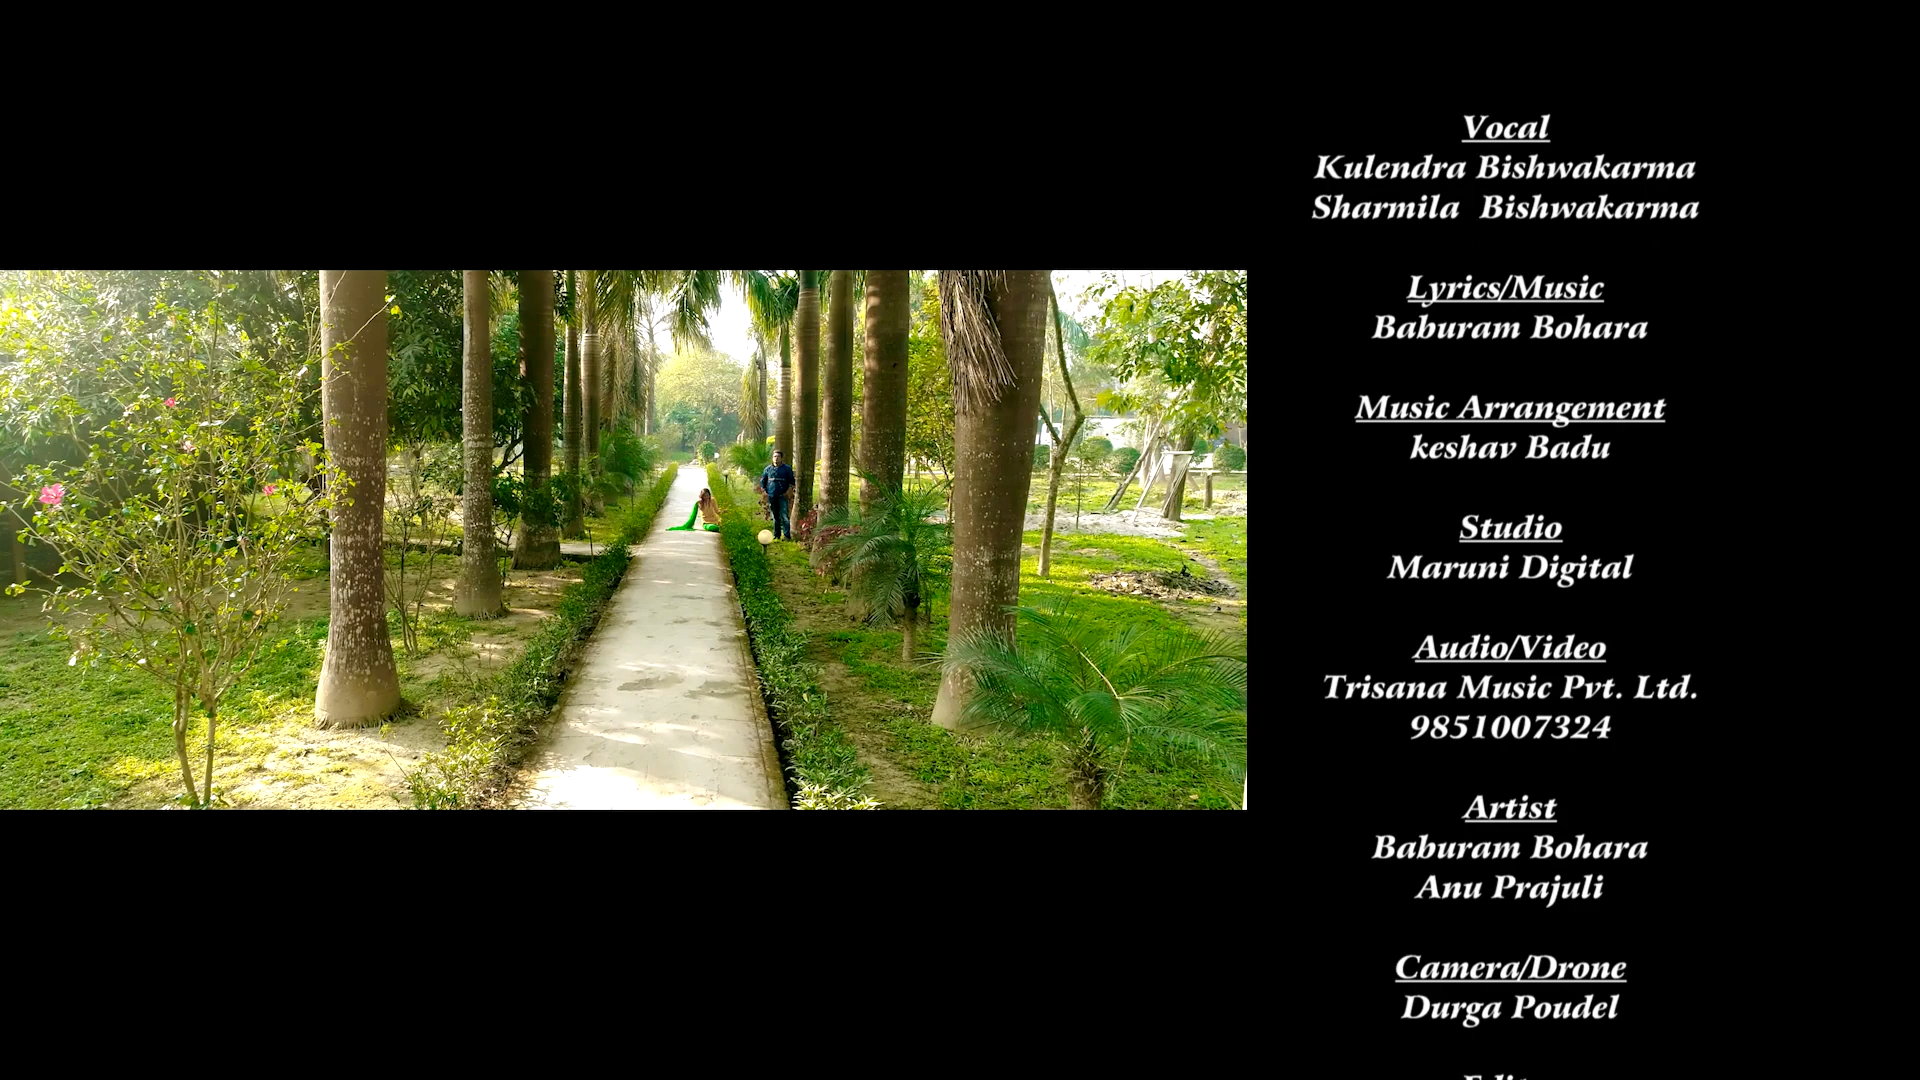 Vocal
Kulendra Bishwakarma
Sharmila Bishwakarma
Lyrics/Music
Baburam Bohara
Music Arrangement
keshav Badu
Studio
Maruni Digital
Audio/Video
Trisana Music Pvt. Ltd.
9851007324
Artist
Baburam Bohara
Anu Prajuli
Camera/Drone
Durga Poudel